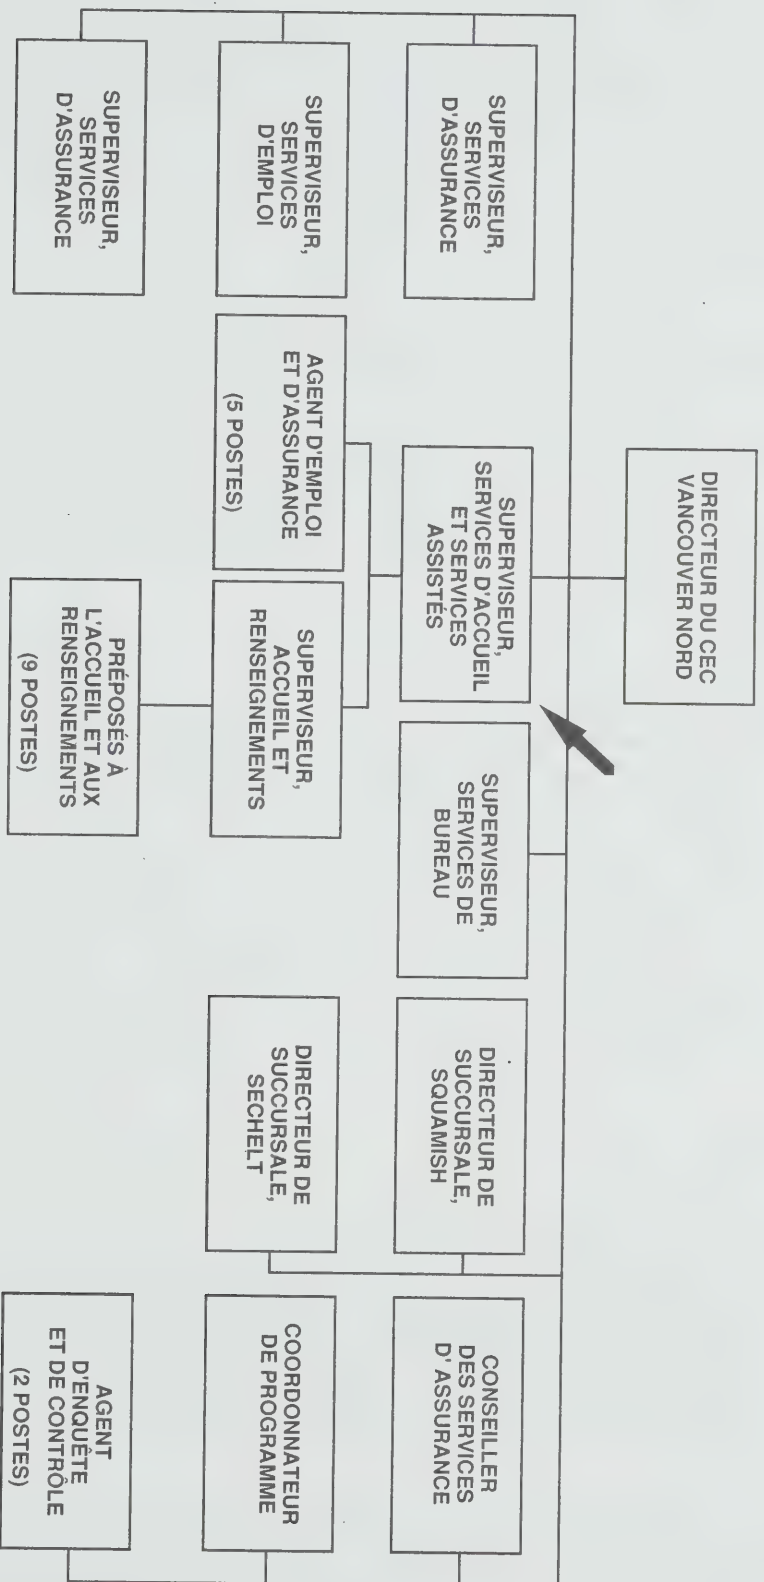 DIRECTEUR DU CEC
VANCOUVER NORD
SUPERVISEUR,
SERVICES
D'ASSURANCE
SUPERVISEUR,
SERVICES D'ACCUEIL
ET SERVICES
ASSISTÉS
SUPERVISEUR,
SERVICES DE
BUREAU
DIRECTEUR DE
SUCCURSALE,
SQUAMISH
CONSEILLER
DES SERVICES
D' ASSURANCE
SUPERVISEUR,
SERVICES
D'EMPLOI
AGENT D'EMPLOI
ET D'ASSURANCE
(5 POSTES)
SUPERVISEUR,
ACCUEIL ET
RENSEIGNEMENTS
DIRECTEUR DE
SUCCURSALE,
SECHELT
COORDONNATEUR
DE PROGRAMME
SUPERVISEUR,
SERVICES
D'ASSURANCE
PRÉPOSÉS À
L'ACCUEIL ET AUX
RENSEIGNEMENTS
(9 POSTES)
AGENT
D'ENQUÊTE
ET DE CONTRÔLE
(2 POSTES)